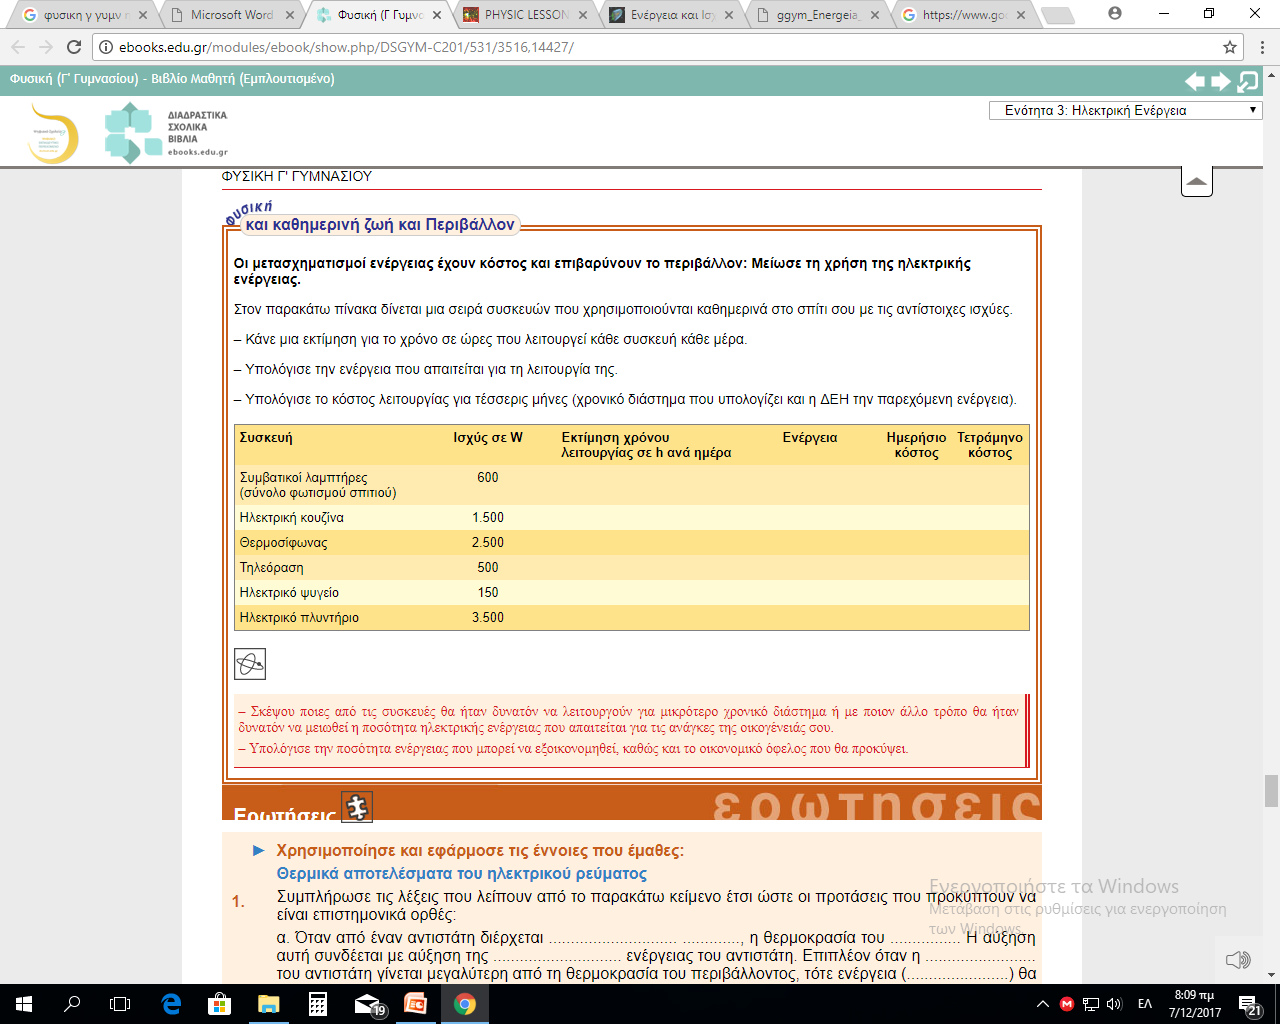 φυσικη γ γυμν
Microsoft Word
Φυσική (Γ Γυμνα
PHYSIC LESSON
Ενέργεια και Ισχ
ggym_Energeia_
https://www.goo
ebooks.edu.gr/modules/ebook/show.php/DSGYM-C201/531/3516,14427/
Φυσική (Γ' Γυμνασίου) - Βιβλίο Μαθητή (Εμπλουτισμένο)
ΔΙΑΔΡΑΣΤΙΚΑ
ΣΧΟΛΙΚΑ
ΒΙΒΛΙΑ
ebooks.edu.gr
Ενότητα 3: Ηλεκτρική Ενέργεια
ΦΥΣΙΚΗ Γ' ΓΥΜΝΑΣΙΟΥ
Φυσική
και καθημερινή ζωή και Περιβάλλον
Οι μετασχηματισμοί ενέργειας έχουν κόστος και επιβαρύνουν το περιβάλλον: Μείωσε τη χρήση της ηλεκτρικής
ενέργειας.
Στον παρακάτω πίνακα δίνεται μια σειρά συσκευών που χρησιμοποιούνται καθημερινά στο σπίτι σου με τις αντίστοιχες ισχύες.
– Κάνε μια εκτίμηση για το χρόνο σε ώρες που λειτουργεί κάθε συσκευή κάθε μέρα.
– Υπολόγισε την ενέργεια που απαιτείται για τη λειτουργία της.
– Υπολόγισε το κόστος λειτουργίας για τέσσερις μήνες (χρονικό διάστημα που υπολογίζει και η ΔΕΗ την παρεχόμενη ενέργεια).
Συσκευή Ισχύς σε W Εκτίμηση χρόνου Ενέργεια Ημερήσιο Τετράμηνο
λειτουργίας σε h ανά ημέρα κόστος κόστος
Συμβατικοί λαμπτήρες 600
(σύνολο φωτισμού σπιτιού)
Ηλεκτρική κουζίνα 1.500
Θερμοσίφωνας 2.500
Τηλεόραση 500
Ηλεκτρικό ψυγείο 150
Ηλεκτρικό πλυντήριο 3.500
– Σκέψου ποιες από τις συσκευές θα ήταν δυνατόν να λειτουργούν για μικρότερο χρονικό διάστημα ή με ποιον άλλο τρόπο θα ήταν
δυνατόν να μειωθεί η ποσότητα ηλεκτρικής ενέργειας που απαιτείται για τις ανάγκες της οικογένειάς σου.
– Υπολόγισε την ποσότητα ενέργειας που μπορεί να εξοικονομηθεί, καθώς και το οικονομικό όφελος που θα προκύψει.
Ερωτήσεις ερωτησεις
Χρησιμοποίησε και εφάρμοσε τις έννοιες που έμαθες:
Θερμικά αποτελέσματα του ηλεκτρικού ρεύματος
1. Συμπλήρωσε τις λέξεις που λείπουν από το παρακάτω κείμενο έτσι ώστε οι προτάσεις που προκύπτουν να
είναι επιστημονικά ορθές:
α. Όταν από έναν αντιστάτη διέρχεται ............................. ............., η θερμοκρασία του ................ Η αύξηση
αυτή συνδέεται με αύξηση της ............................. ενέργειας του αντιστάτη. Επιπλέον όταν η .........................
του αντιστάτη γίνεται μεγαλύτερη από τη θερμοκρασία του περιβάλλοντος, τότε ενέργεια (.......................) θα
Ενεργοποιήστε τα Windows
Μετάβαση στις ρυθμίσεις για ενεργοποίηση
των Windows.
19
ΕΛ
8:09 πμ
7/12/2017
21